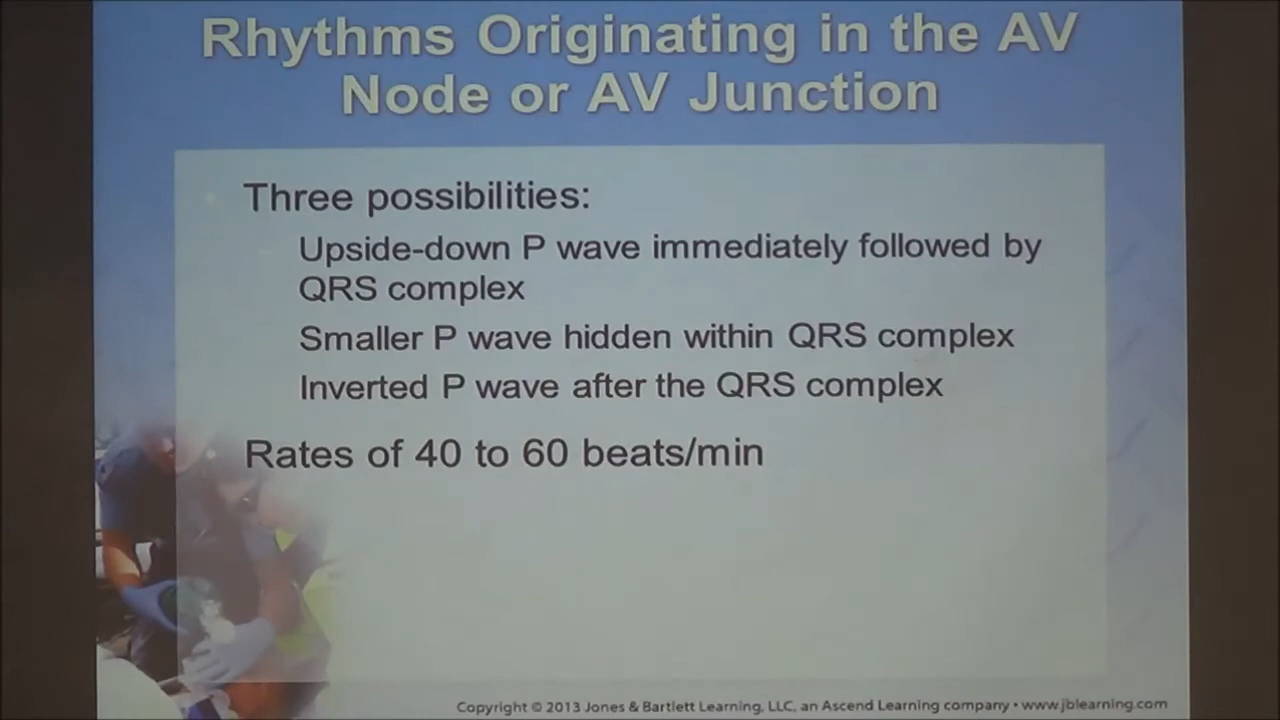 Rhythms Originating in the AV
Node or AV Junction
Three possibilities:
Upside-down P wave immediately followed by
QRS complex
Smaller P wave hidden within QRS complex
Inverted P wave after the QRS complex
Rates of 40 to 60 beats/min
Copyright © 2013 Jones & Bartlett Learning, LLC, an Ascend Learning company • www.jblearning.com